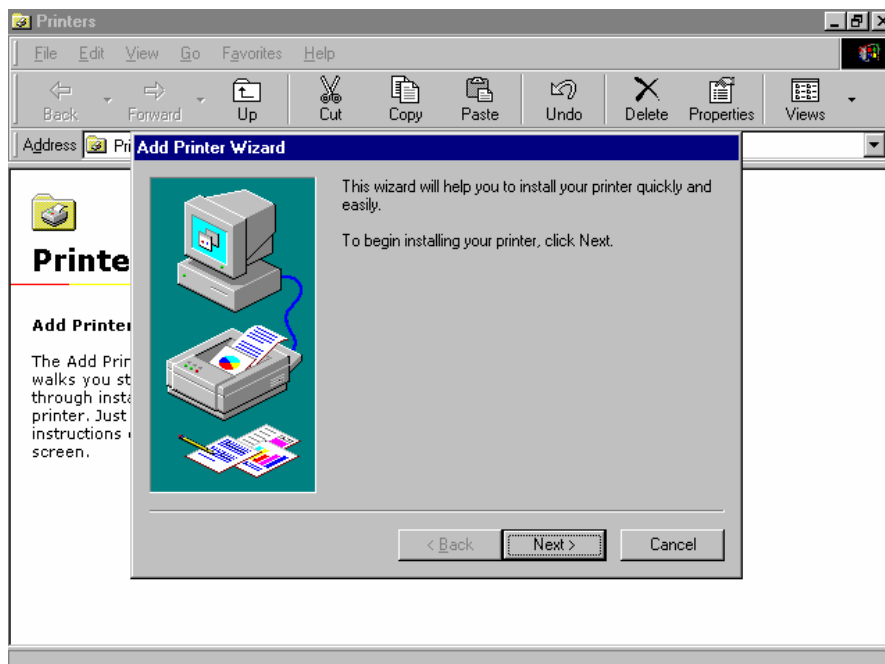 Printers
File Edit View Go Favorites Help
Back Forward Up Cut Copy Paste Undo Delete Properties Views
Address
Add Printer Wizard
This wizard will help you to install your printer quickly and
easily.
To begin installing your printer, click Next.
Printe
Add Printer
The Add Prin
walks you st
through insta
printer. Just
instructions
screen.
< Back Next > Cancel